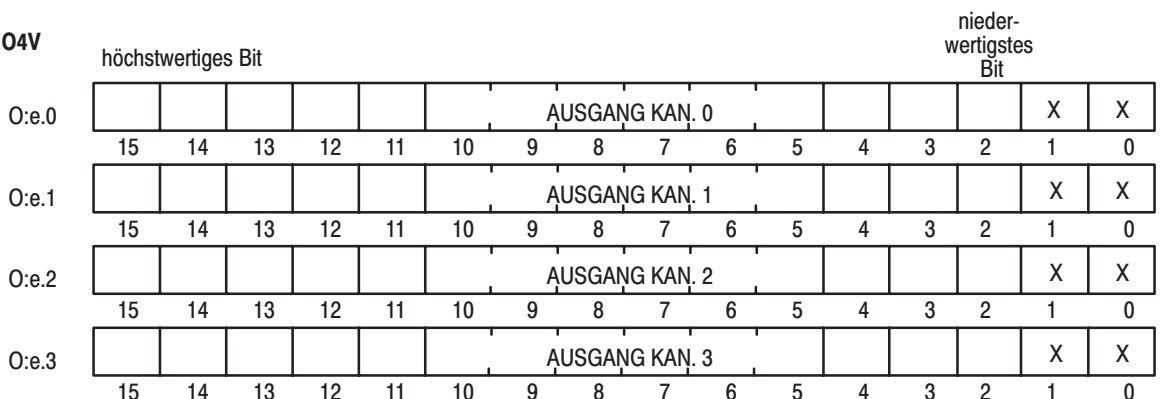 O4V
höchstwertiges Bit
nieder-
wertigstes
Bit
O:e.0 AUSGANG KAN. 0 X X
15 14 13 12 11 10 9 8 7 6 5 4 3 2 1 0
O:e.1 AUSGANG KAN. 1 X X
15 14 13 12 11 10 9 8 7 6 5 4 3 2 1 0
O:e.2 AUSGANG KAN. 2 X X
15 14 13 12 11 10 9 8 7 6 5 4 3 2 1 0
O:e.3 AUSGANG KAN. 3 X X
15 14 13 12 11 10 9 8 7 6 5 4 3 2 1 0